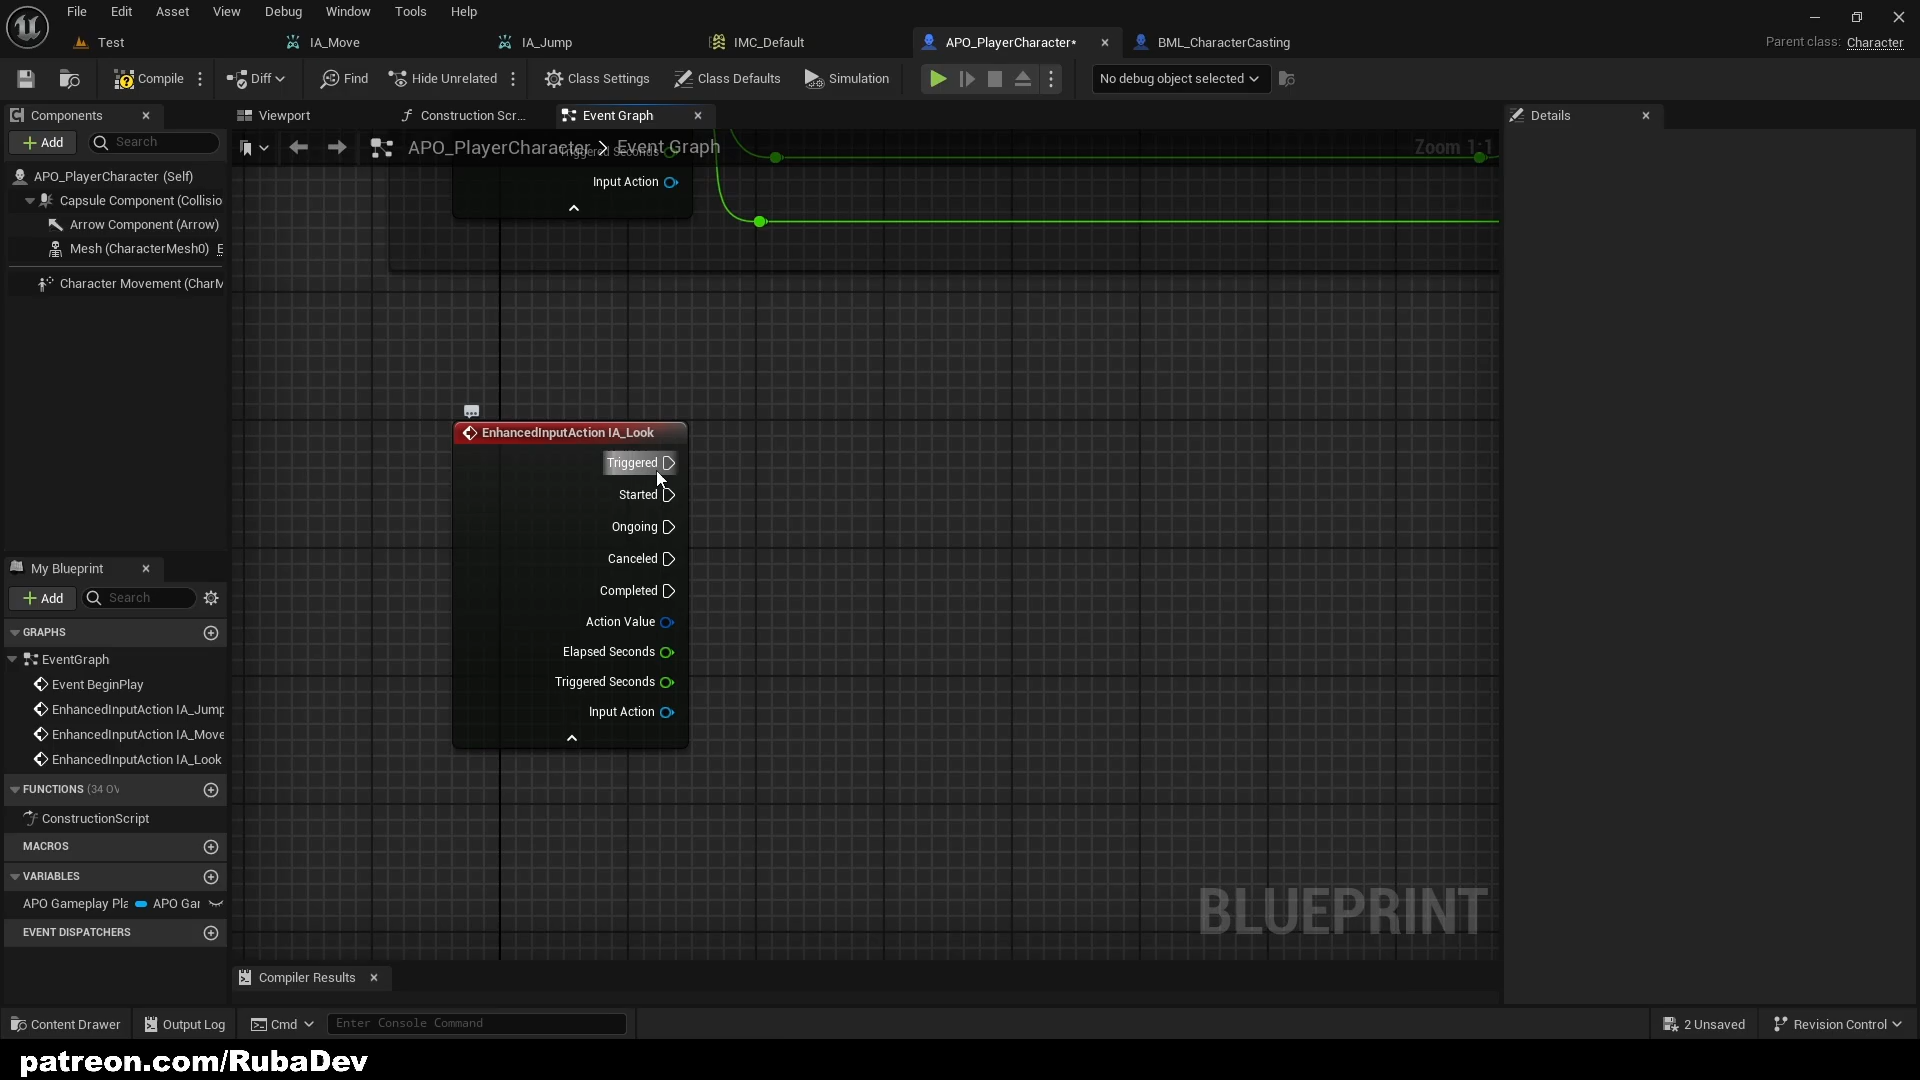 File Edit Asset View Debug Window Tools Help
Test IA_Move IA_Jump IMC_Default APO_PlayerCharacter* BML_CharacterCasting Parent class: Character
Compile Diff Find Hide Unrelated Class Settings Class Defaults Simulation No debug object selected
Components Viewport Construction Scr... Event Graph Details
Add Search APO_PlayerCharacter > Event Graph Zoom 1:1
Triggered Seconds
APO_PlayerCharacter (Self)
Input Action
Capsule Component (Collisio
Arrow Component (Arrow)
Mesh (CharacterMesh0) E
Character Movement (CharM
EnhancedInputAction IA_Look
Triggered
Started
Ongoing
Canceled
Completed
Action Value
Elapsed Seconds
Triggered Seconds
Input Action
My Blueprint
Add Search
GRAPHS
EventGraph
Event BeginPlay
EnhancedInputAction IA_Jump
EnhancedInputAction IA_Move
EnhancedInputAction IA_Look
FUNCTIONS (34 OV
ConstructionScript
MACROS
VARIABLES
APO Gameplay Pla APO Gar
EVENT DISPATCHERS
BLUEPRINT
Compiler Results
Content Drawer Output Log Cmd Enter Console Command 2 Unsaved Revision Control
patreon.com/RubaDev